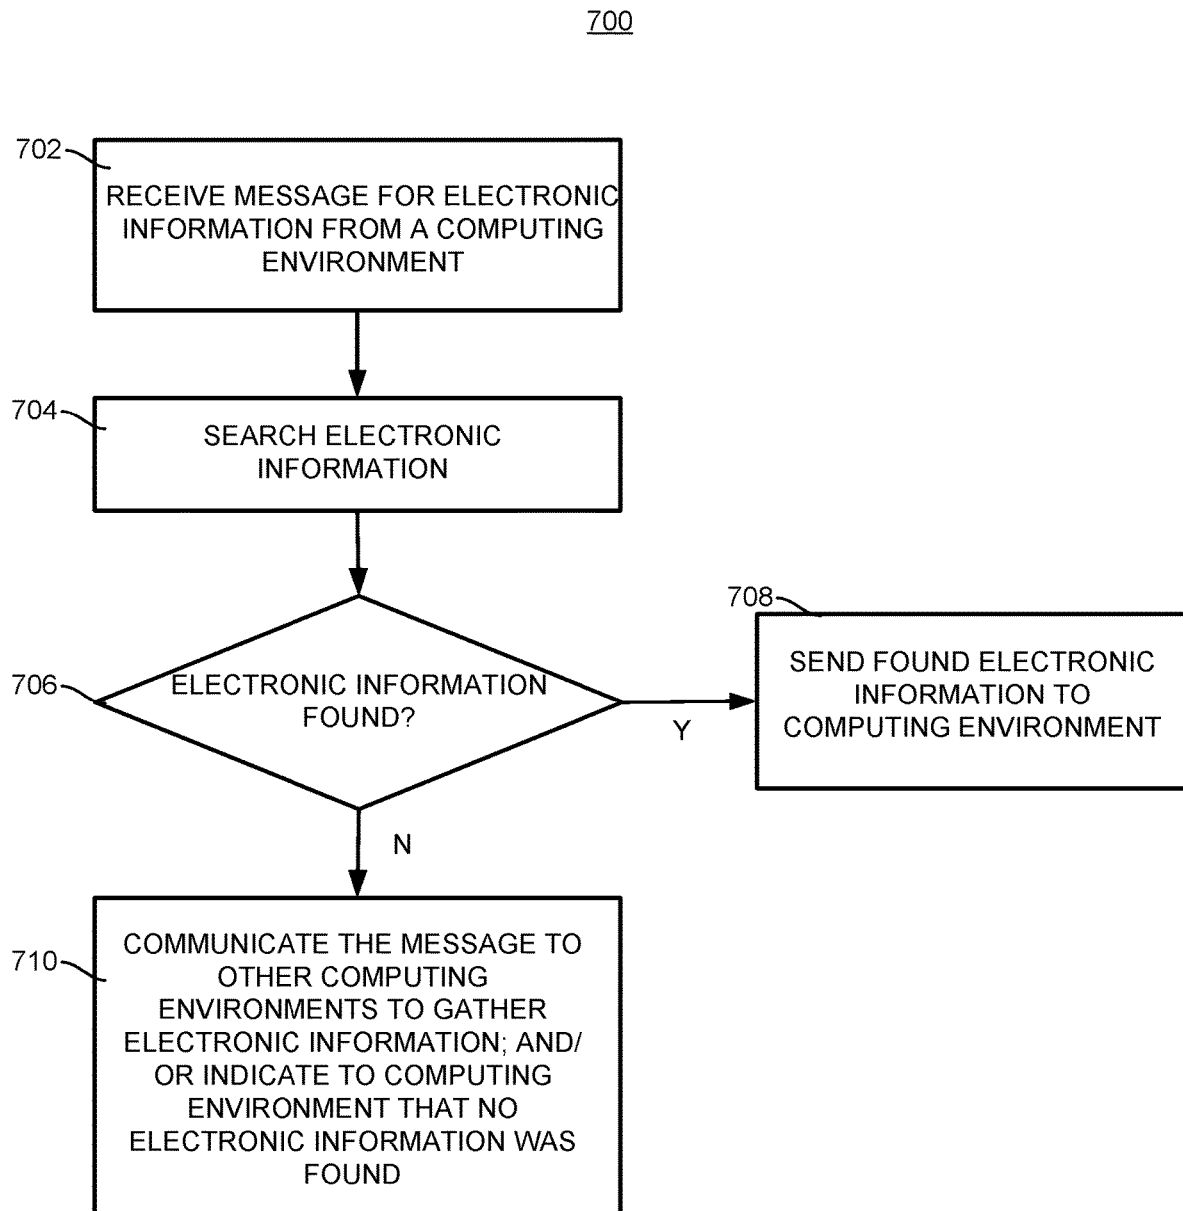 700
702
RECEIVE MESSAGE FOR ELECTRONIC
INFORMATION FROM A COMPUTING
ENVIRONMENT
704
SEARCH ELECTRONIC
INFORMATION
706
ELECTRONIC INFORMATION
FOUND?
Y
708
SEND FOUND ELECTRONIC
INFORMATION TO
COMPUTING ENVIRONMENT
N
710
COMMUNICATE THE MESSAGE TO
OTHER COMPUTING
ENVIRONMENTS TO GATHER
ELECTRONIC INFORMATION; AND/
OR INDICATE TO COMPUTING
ENVIRONMENT THAT NO
ELECTRONIC INFORMATION WAS
FOUND